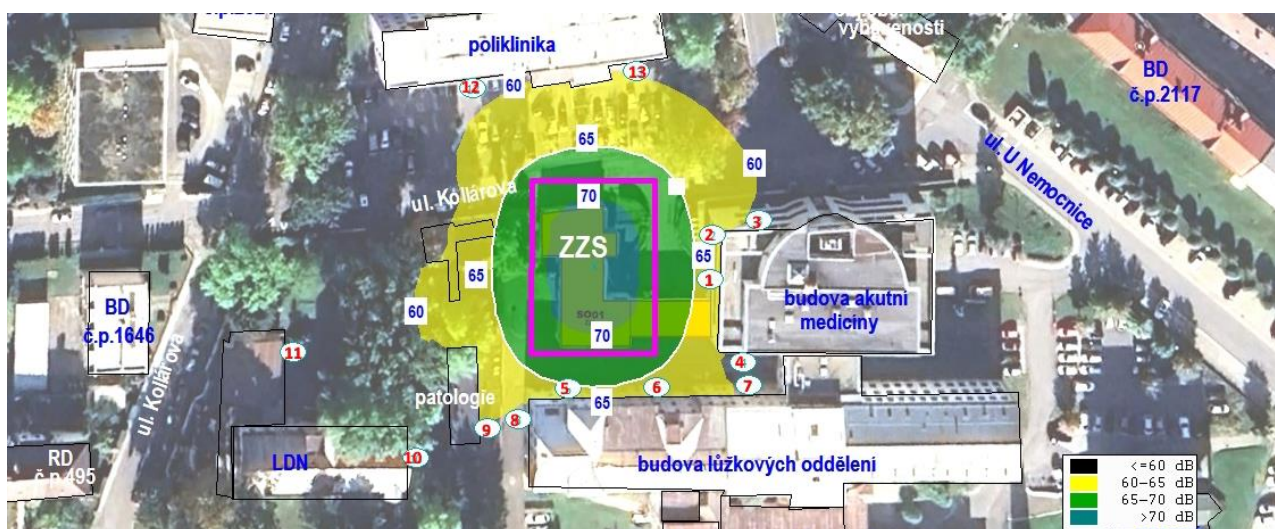 poliklinika
vybavenosti
BD
č.p.2117
ul. U Nemocnice
12
60
13
65
60
ul. Kollárova
70
ZZS
2
3
65
1
65
SO01
budova akutní
medicíny
BD
č.p.1646
60
70
11
ul. Kollárova
4
5
6
7
65
patologie
8
9
10
LDN
budova lůžkových oddělení
RD
č.p.495
<=60 dB
60-65 dB
65-70 dB
>70 dB